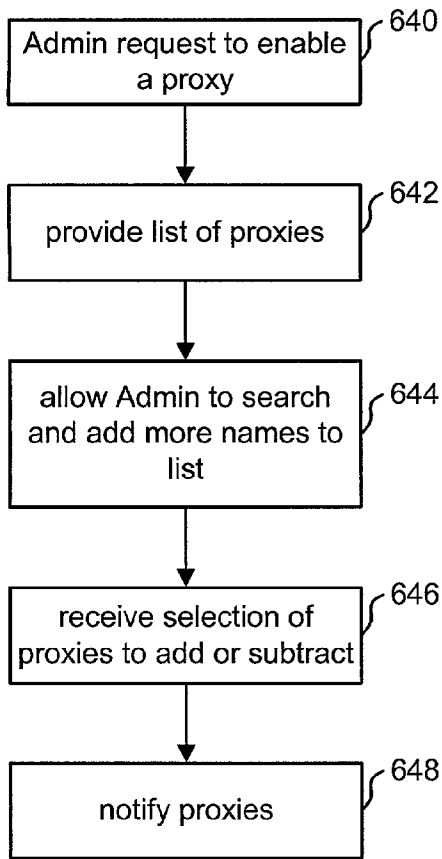 Admin request to enable
a proxy
640
provide list of proxies
642
allow Admin to search
and add more names to
list
644
receive selection of
proxies to add or subtract
646
notify proxies
648